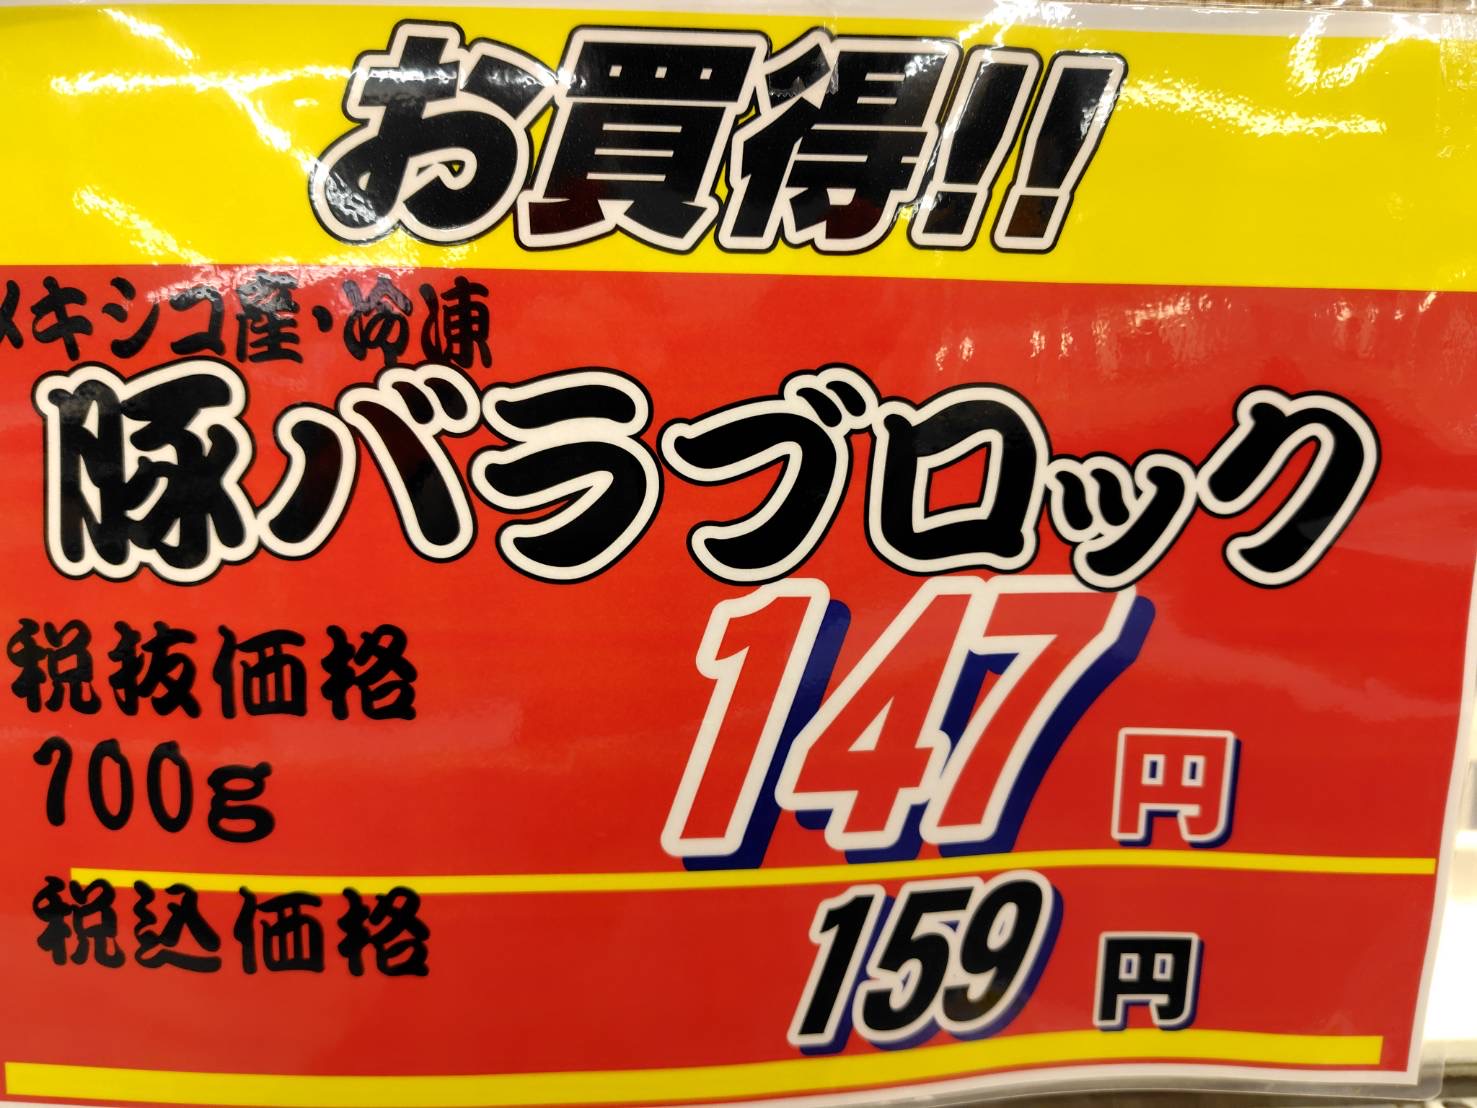 お買得!!
メキシコ産・冷凍
豚バラブロック
税抜価格
100g
147円
税込価格
159円